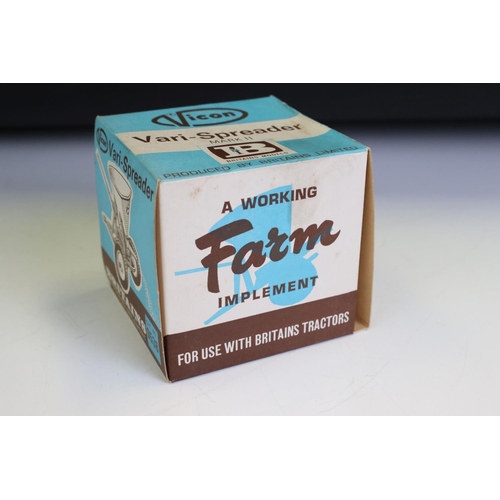 Vicon
Vari-Spreader
MARK II
B
PRODUCED BY BRITAINS LIMITED
Vicon
Vari-Spreader
A WORKING
Farm
IMPLEMENT
FOR USE WITH BRITAINS TRACTORS